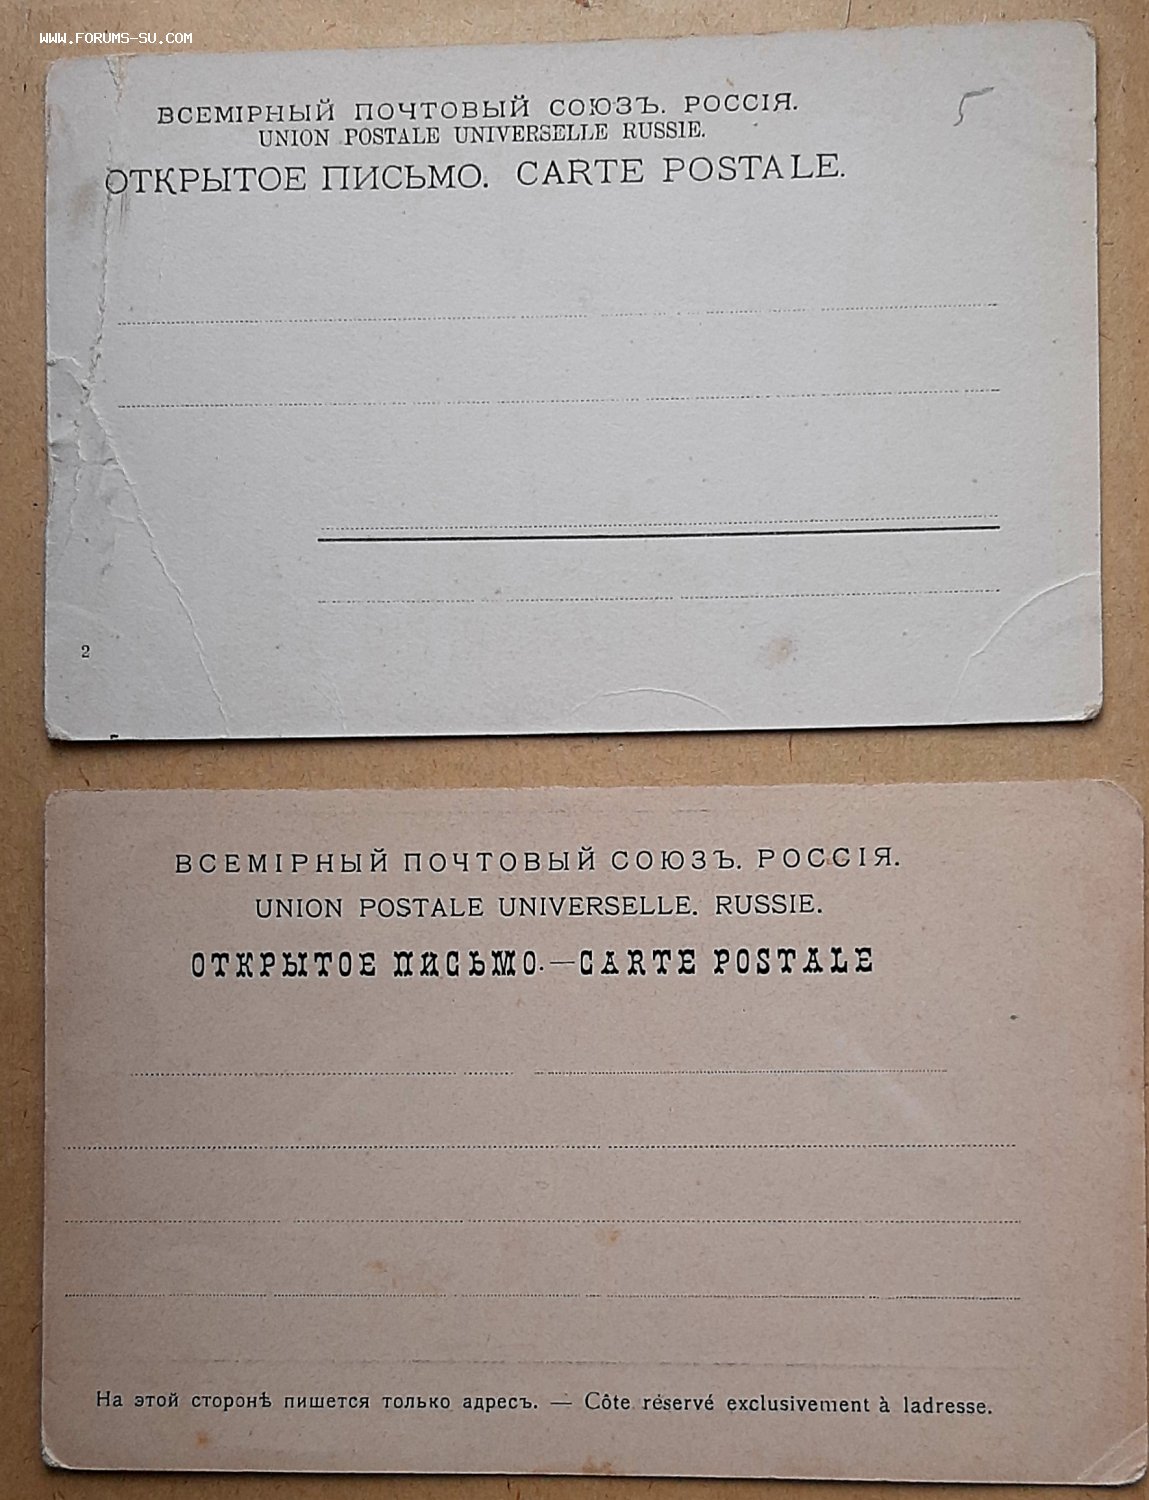 WWW.FORUMS-SU.COM
ВСЕМІРНЫЙ ПОЧТОВЫЙ СОЮЗЪ. РОССІЯ.
UNION POSTALE UNIVERSELLE RUSSIE.
ОТКРЫТОЕ ПИСЬМО. CARTE POSTALE.
5
2
ВСЕМІРНЫЙ ПОЧТОВЫЙ СОЮЗЪ. РОССІЯ.
UNION POSTALE UNIVERSELLE. RUSSIE.
ОТКРЫТОЕ ПИСЬМО.—CARTE POSTALE
На этой сторонѣ пишется только адресъ. — Côte réservé exclusivement à ladresse.